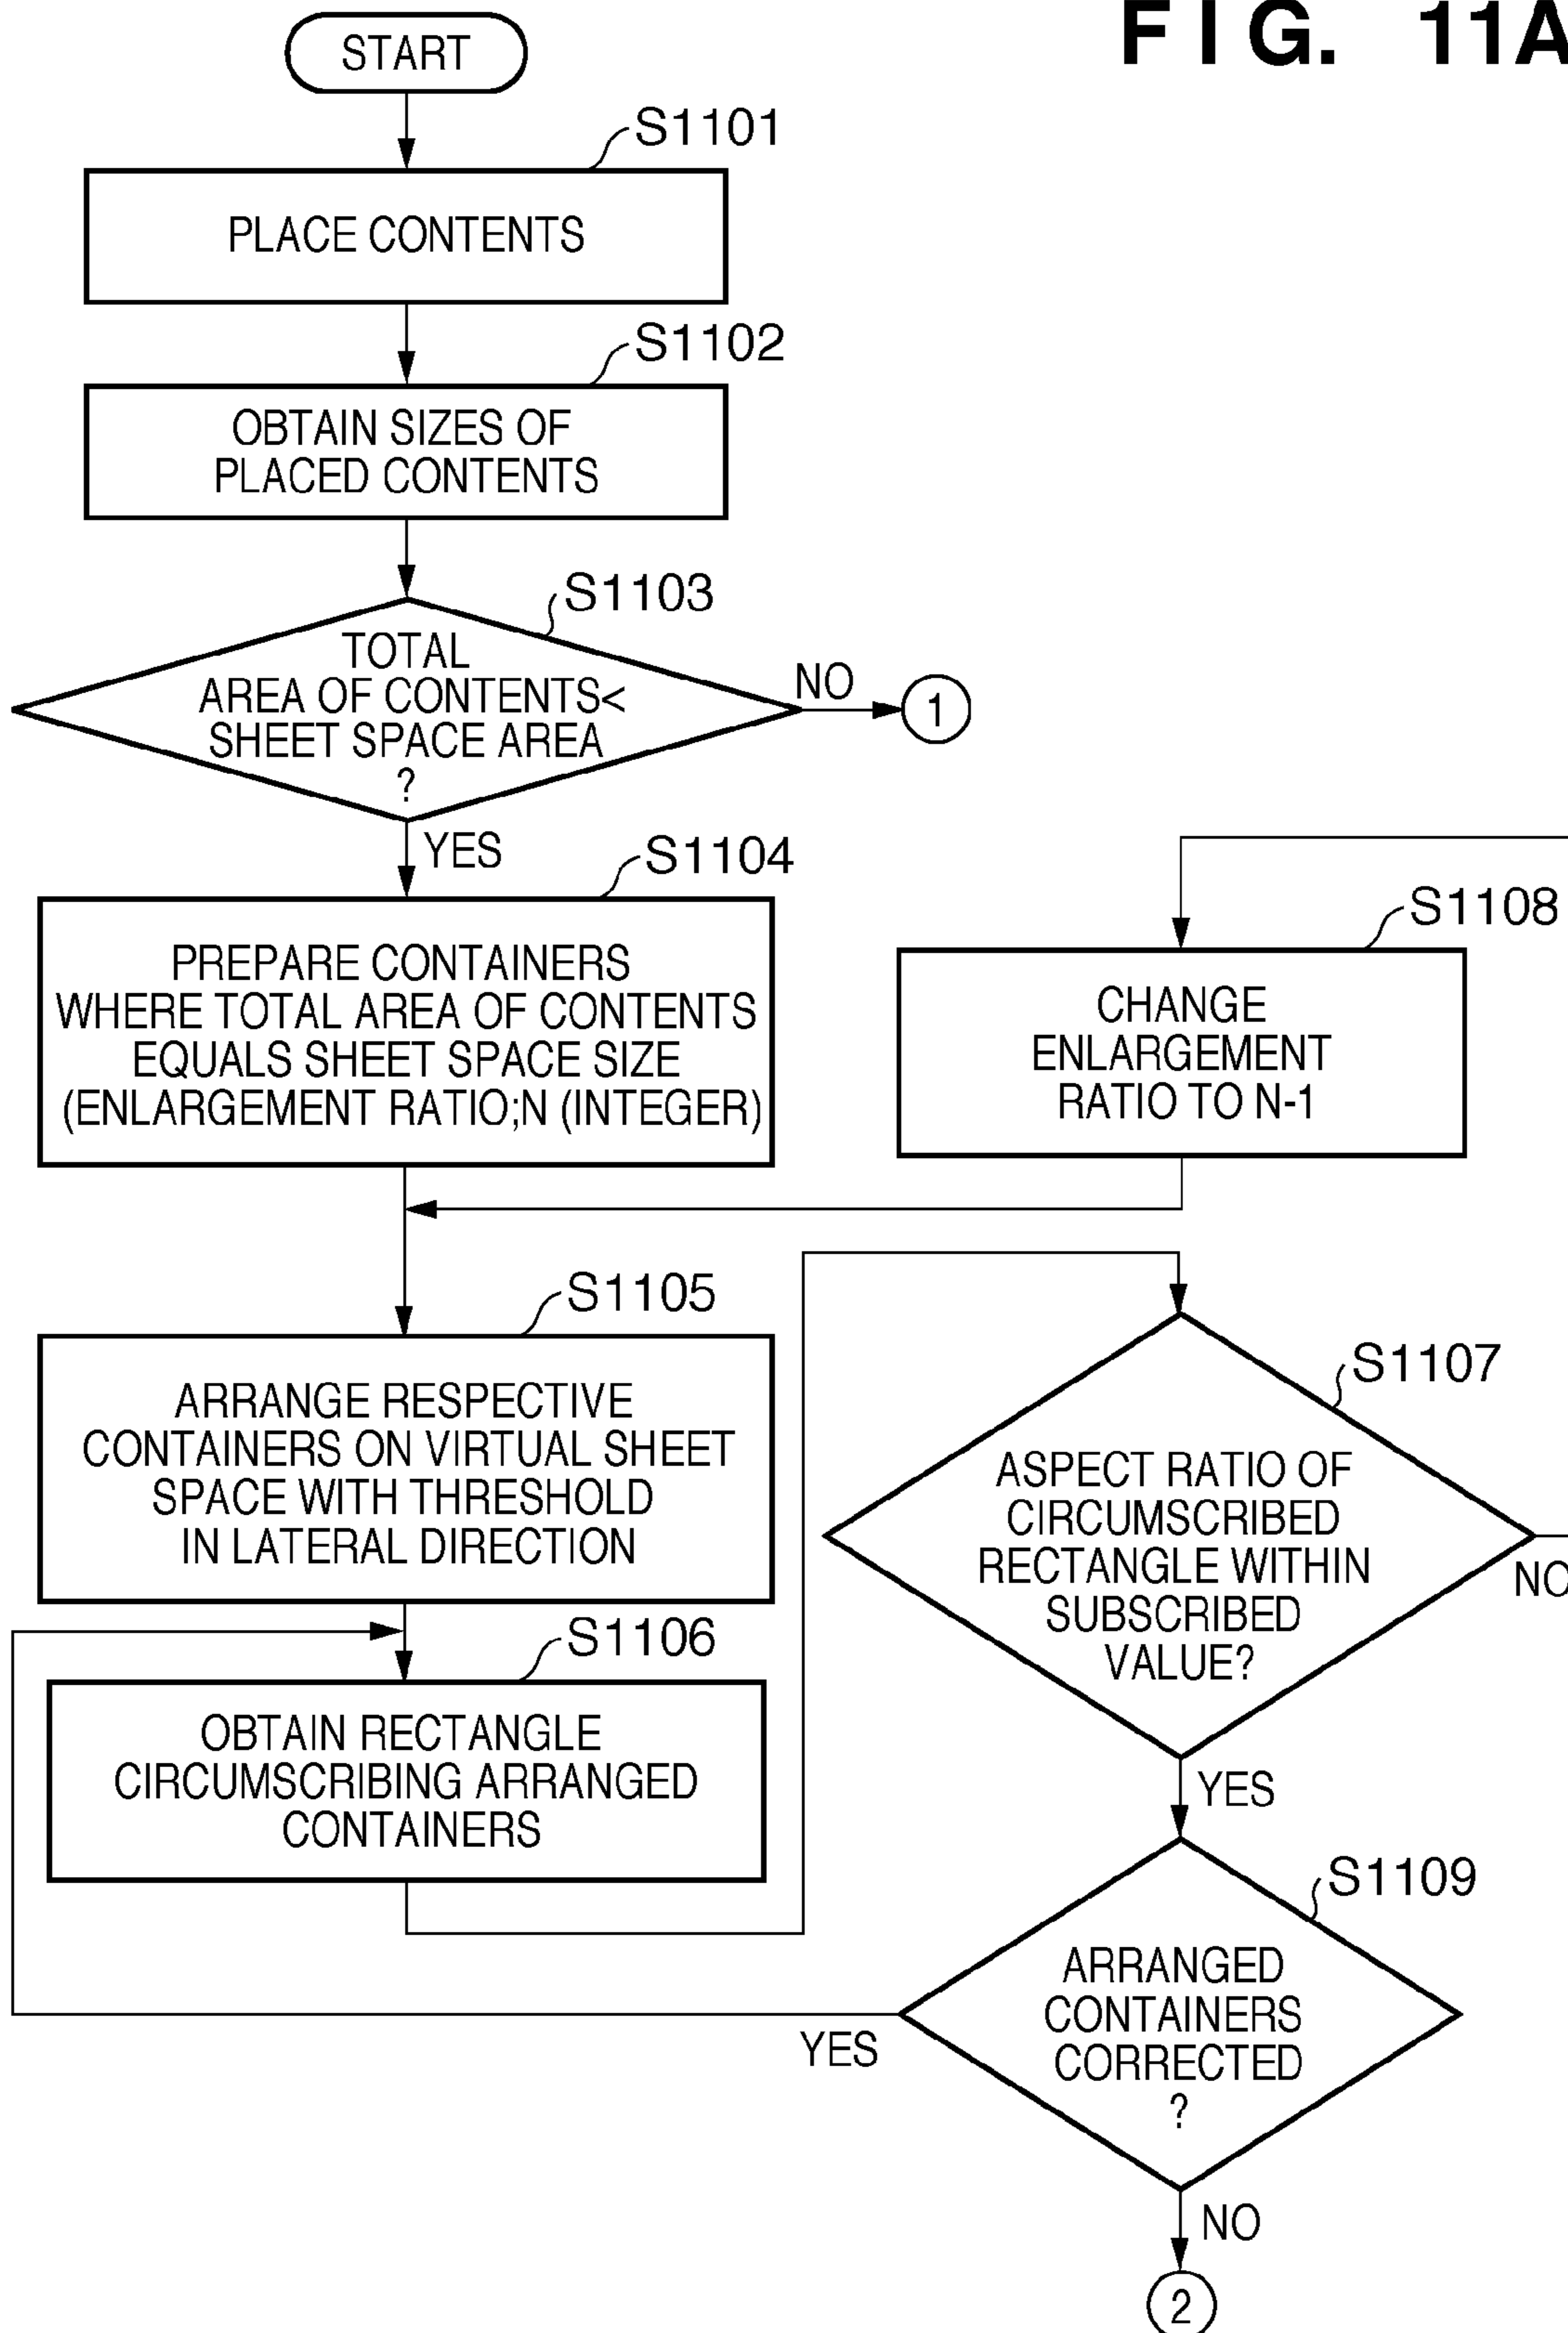 FIG. 11A
START
S1101
PLACE CONTENTS
S1102
OBTAIN SIZES OF
PLACED CONTENTS
S1103
TOTAL
AREA OF CONTENTS<
SHEET SPACE AREA
?
NO
1
YES
S1104
PREPARE CONTAINERS
WHERE TOTAL AREA OF CONTENTS
EQUALS SHEET SPACE SIZE
(ENLARGEMENT RATIO;N (INTEGER)
S1108
CHANGE
ENLARGEMENT
RATIO TO N-1
S1105
ARRANGE RESPECTIVE
CONTAINERS ON VIRTUAL SHEET
SPACE WITH THRESHOLD
IN LATERAL DIRECTION
S1106
OBTAIN RECTANGLE
CIRCUMSCRIBING ARRANGED
CONTAINERS
S1107
ASPECT RATIO OF
CIRCUMSCRIBED
RECTANGLE WITHIN
SUBSCRIBED
VALUE?
NO
YES
S1109
ARRANGED
CONTAINERS
CORRECTED
?
YES
NO
2